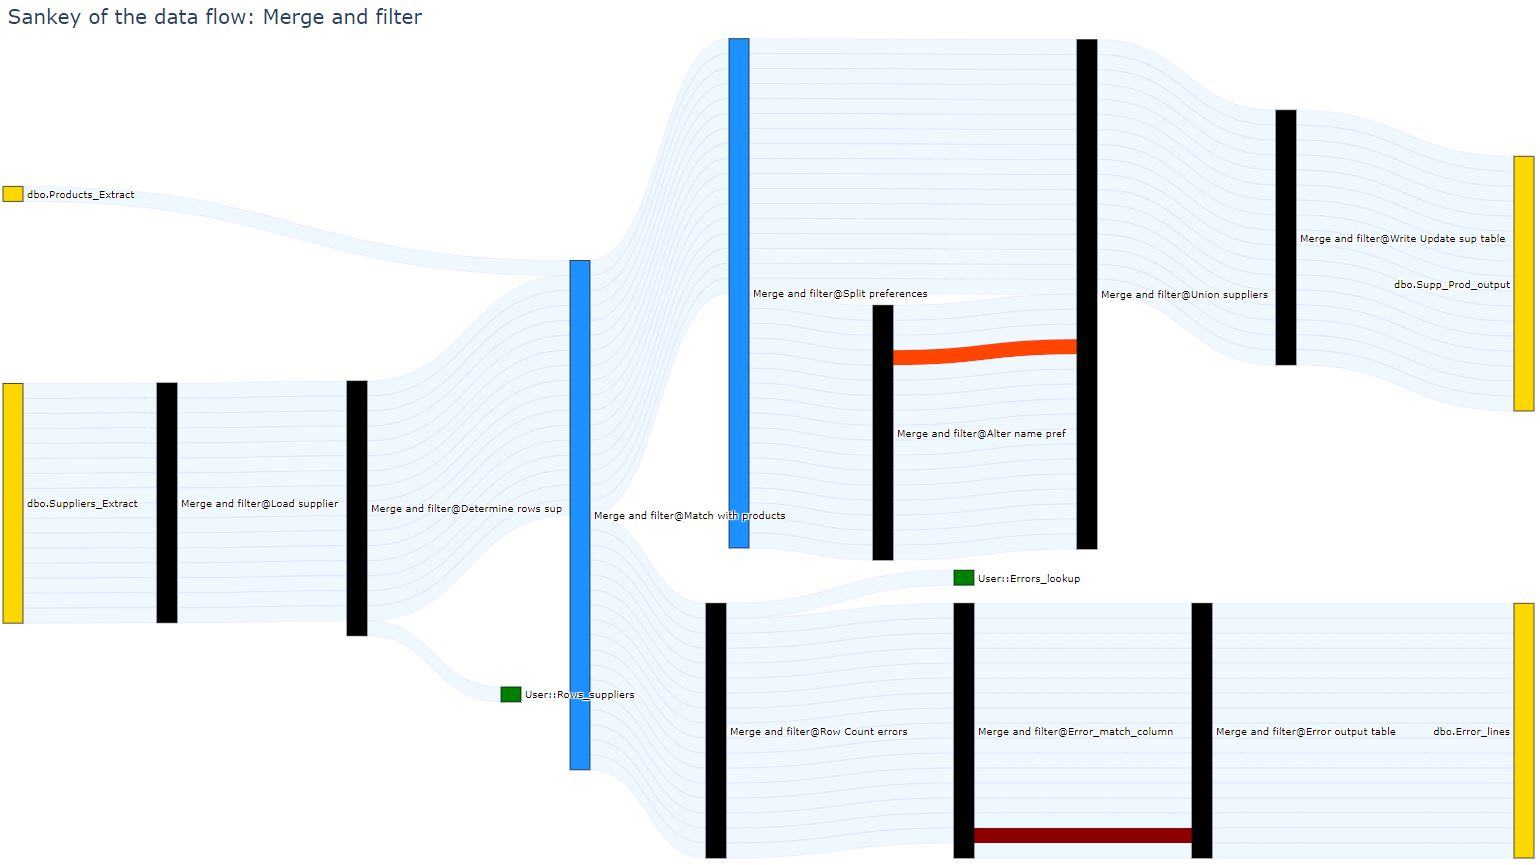 Sankey of the data flow: Merge and filter
dbo.Products_Extract
Merge and filter@Write Update sup table
dbo.Supp_Prod_output
Merge and filter@Split preferences
Merge and filter@Union suppliers
Merge and filter@Alter name pref
dbo.Suppliers_Extract
Merge and filter@Load supplier
Merge and filter@Determine rows sup
Merge and filter@Match with products
User::Errors_lookup
User::Rows_suppliers
Merge and filter@Row Count errors
Merge and filter@Error_match_column
Merge and filter@Error output table
dbo.Error_lines